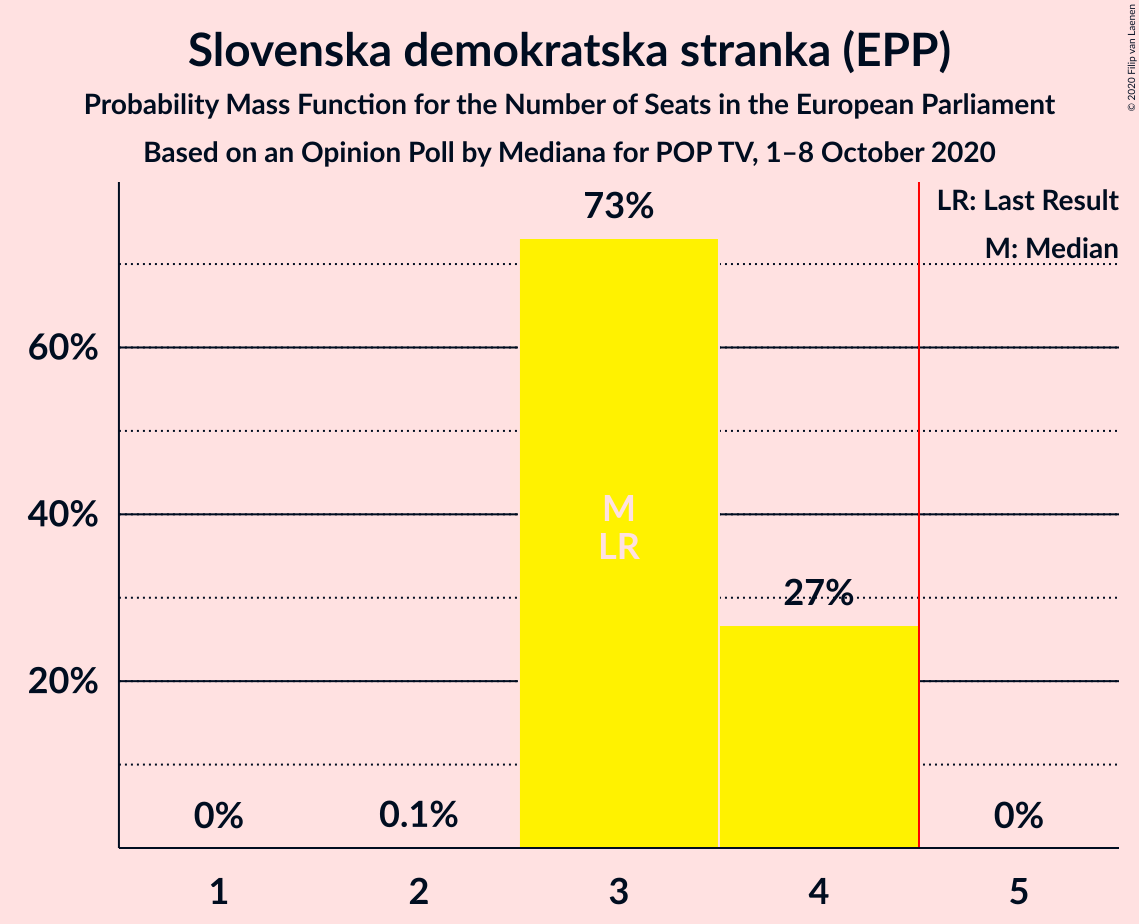 Slovenska demokratska stranka (EPP)
Probability Mass Function for the Number of Seats in the European Parliament
Based on an Opinion Poll by Mediana for POP TV, 1–8 October 2020
© 2020 Filip van Laenen
LR: Last Result
M: Median
73%
60%
40%
20%
M
LR
27%
0%
0.1%
0%
1
2
3
4
5